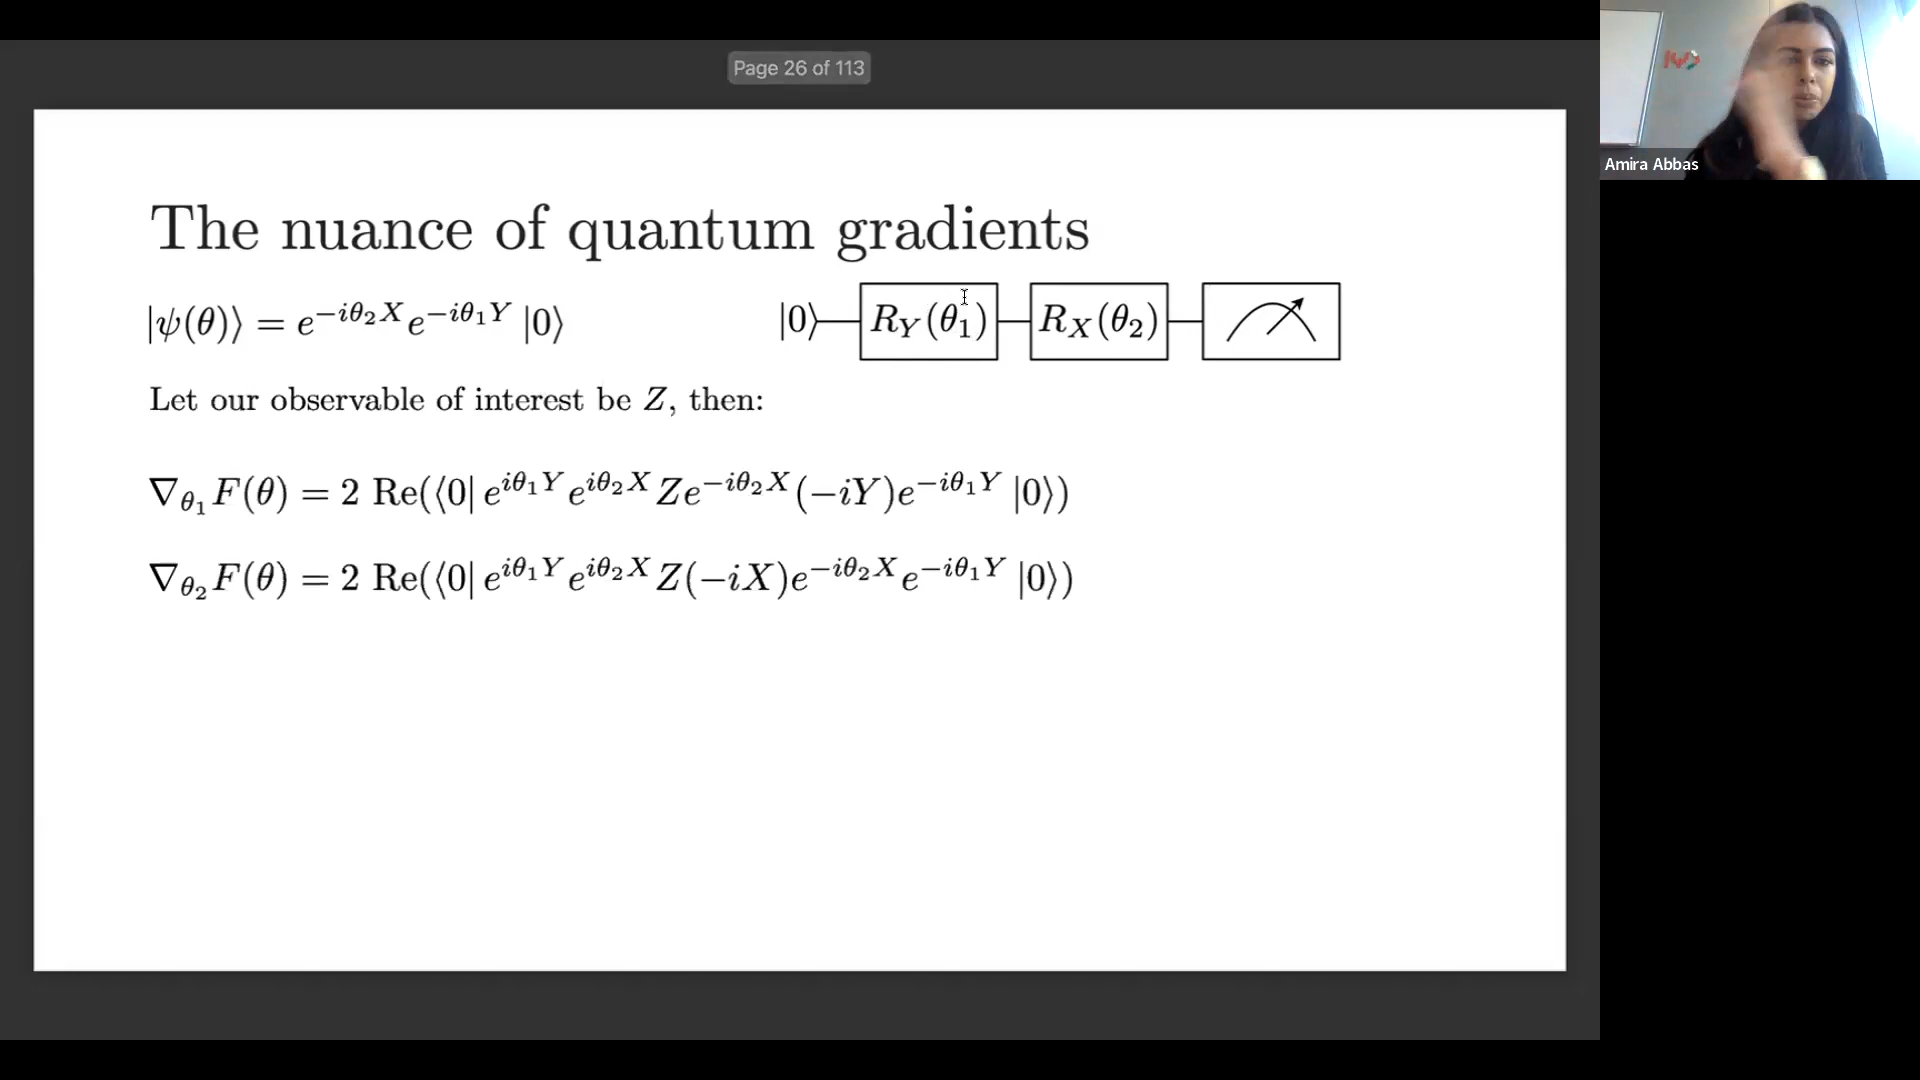 Page 26 of 113
The nuance of quantum gradients
|ψ(θ)⟩ = e^{−iθ₂X} e^{−iθ₁Y} |0⟩
|0⟩ R_Y(θ₁) R_X(θ₂)
Let our observable of interest be Z, then:
∇_{θ₁} F(θ) = 2 Re(⟨0| e^{iθ₁Y} e^{iθ₂X} Z e^{−iθ₂X} (−iY) e^{−iθ₁Y} |0⟩)
∇_{θ₂} F(θ) = 2 Re(⟨0| e^{iθ₁Y} e^{iθ₂X} Z (−iX) e^{−iθ₂X} e^{−iθ₁Y} |0⟩)
Amira Abbas